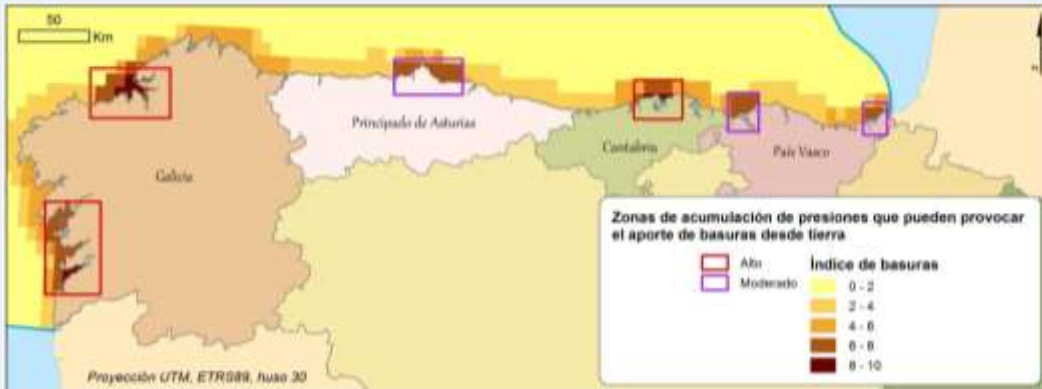 50
Km
Principado de Asturias
Cantabria
País Vasco
Galicia
Zonas de acumulación de presiones que pueden provocar
el aporte de basuras desde tierra
Alto
Moderado
Índice de basuras
0 - 2
2 - 4
4 - 6
6 - 8
8 - 10
Proyección UTM, ETRS89, huso 30